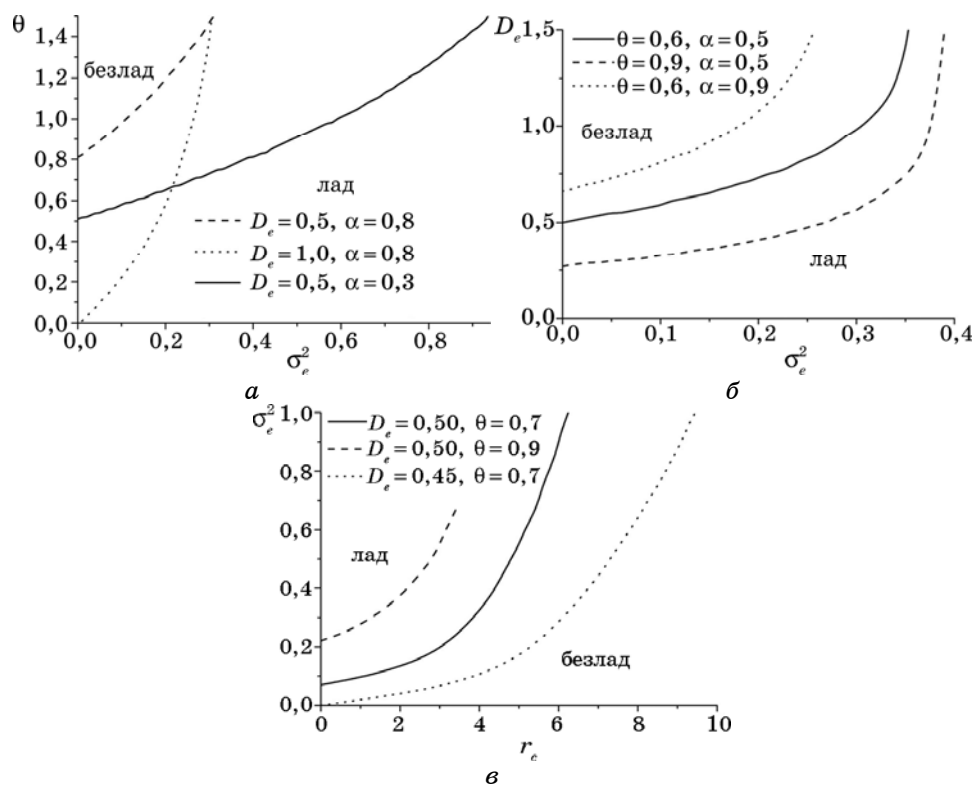 θ
1,4
1,2
1,0
0,8
0,6
0,4
0,2
0,0
безлад
лад
D_e = 0,5, α = 0,8
D_e = 1,0, α = 0,8
D_e = 0,5, α = 0,3
0,0 0,2 0,4 0,6 0,8
σ_e^2
а
D_e
1,5
1,0
0,5
0,0
θ = 0,6, α = 0,5
θ = 0,9, α = 0,5
θ = 0,6, α = 0,9
безлад
лад
0,0 0,1 0,2 0,3 0,4
σ_e^2
б
σ_e^2
1,0
0,8
0,6
0,4
0,2
0,0
D_e = 0,50, θ = 0,7
D_e = 0,50, θ = 0,9
D_e = 0,45, θ = 0,7
лад
безлад
0 2 4 6 8 10
r_e
в